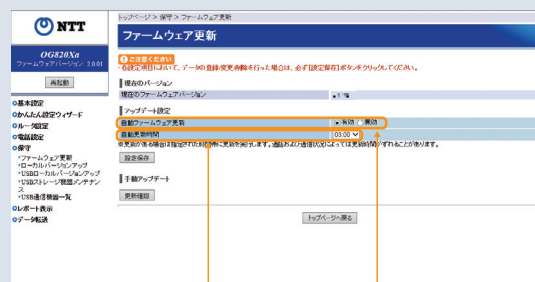 NTT
OG820Xa
ファームウェアバージョン 2.0.01
再起動
基本設定
かんたん設定ウィザード
ルータ設定
電話設定
保守
ファームウェア更新
ローカルバージョンアップ
USBローカルバージョンアップ
USBストレージ機器メンテナン
ス
USB通信機器一覧
レポート表示
データ転送
トップページ > 保守 > ファームウェア更新
ファームウェア更新
ご注意ください
・各設定項目において、データの登録・変更・削除を行った場合は、必ず[設定保存]ボタンをクリックしてください。
現在のバージョン
現在のファームウェアバージョン
アップデート設定
自動ファームウェア更新 有効 無効
自動更新時間 03:00
※更新がある場合は指定された時間帯に更新を実行します。通話および通信状況によっては更新時間がずれることがあります。
設定保存
手動アップデート
更新確認
トップページへ戻る